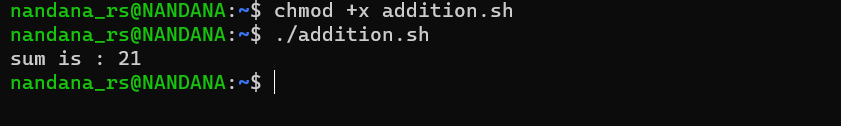 nandana_rs@NANDANA:~$ chmod +x addition.sh
nandana_rs@NANDANA:~$ ./addition.sh
sum is : 21
nandana_rs@NANDANA:~$